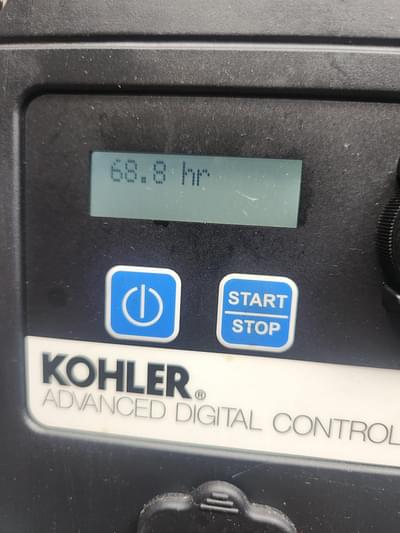 68.8 hr
START
STOP
KOHLER®
ADVANCED DIGITAL CONTROL